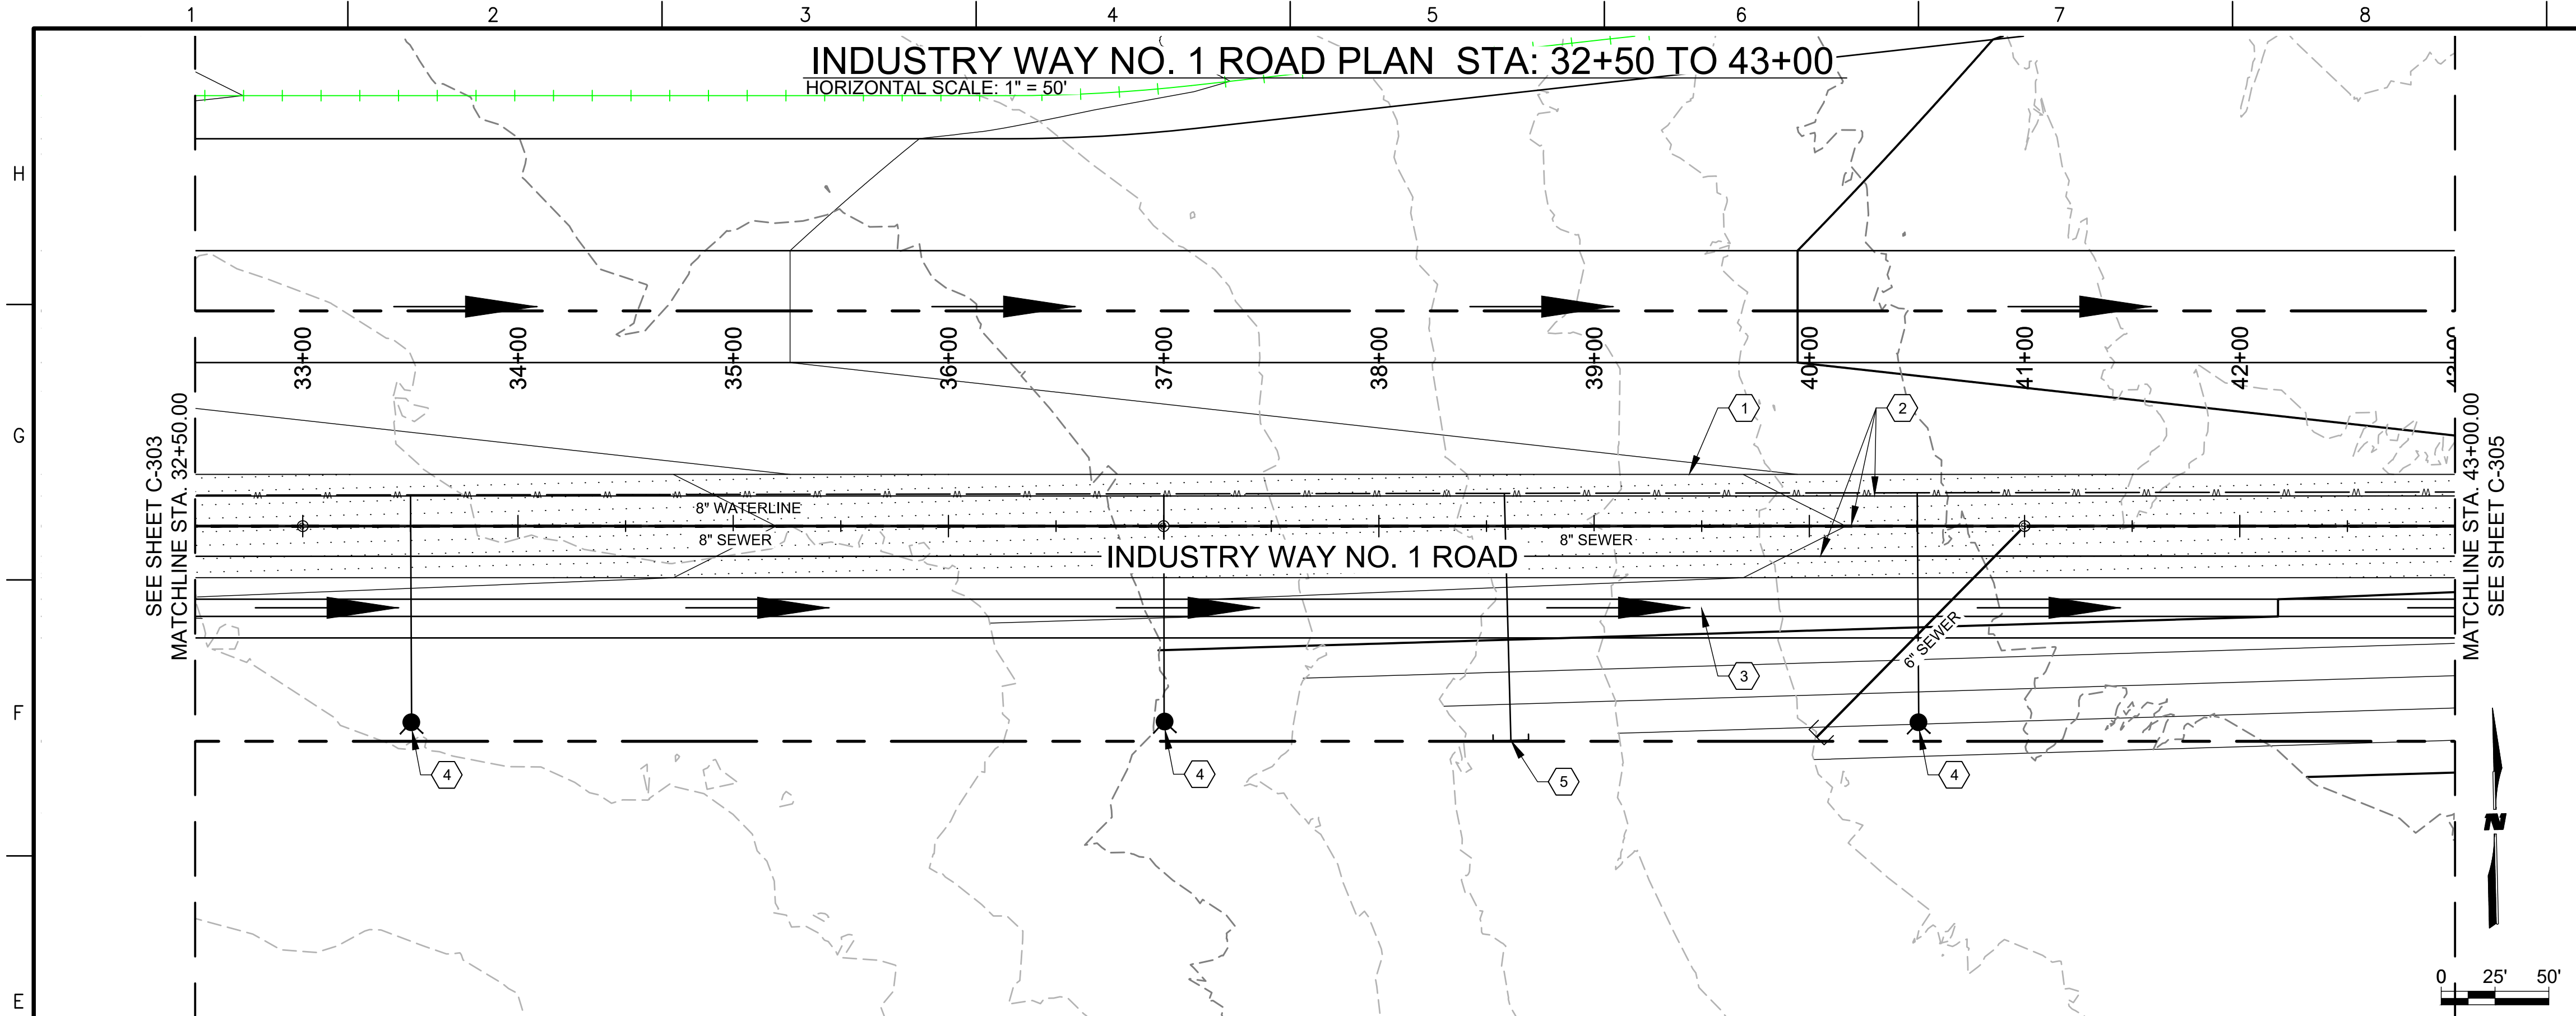 1 2 3 4 5 6 7 8
INDUSTRY WAY NO. 1 ROAD PLAN STA: 32+50 TO 43+00
HORIZONTAL SCALE: 1" = 50'
H
G
F
E
33+00 34+00 35+00 36+00 37+00 38+00 39+00 40+00 41+00 42+00
SEE SHEET C-303
MATCHLINE STA. 32+50.00
MATCHLINE STA. 43+00.00
SEE SHEET C-305
1
2
W W W W W W W W W W W W W W W W W W W W W W W W W W W W W W W W
8" WATERLINE
8" SEWER
8" SEWER
INDUSTRY WAY NO. 1 ROAD
6" SEWER
3
4
4
5
4
N
0 25' 50'